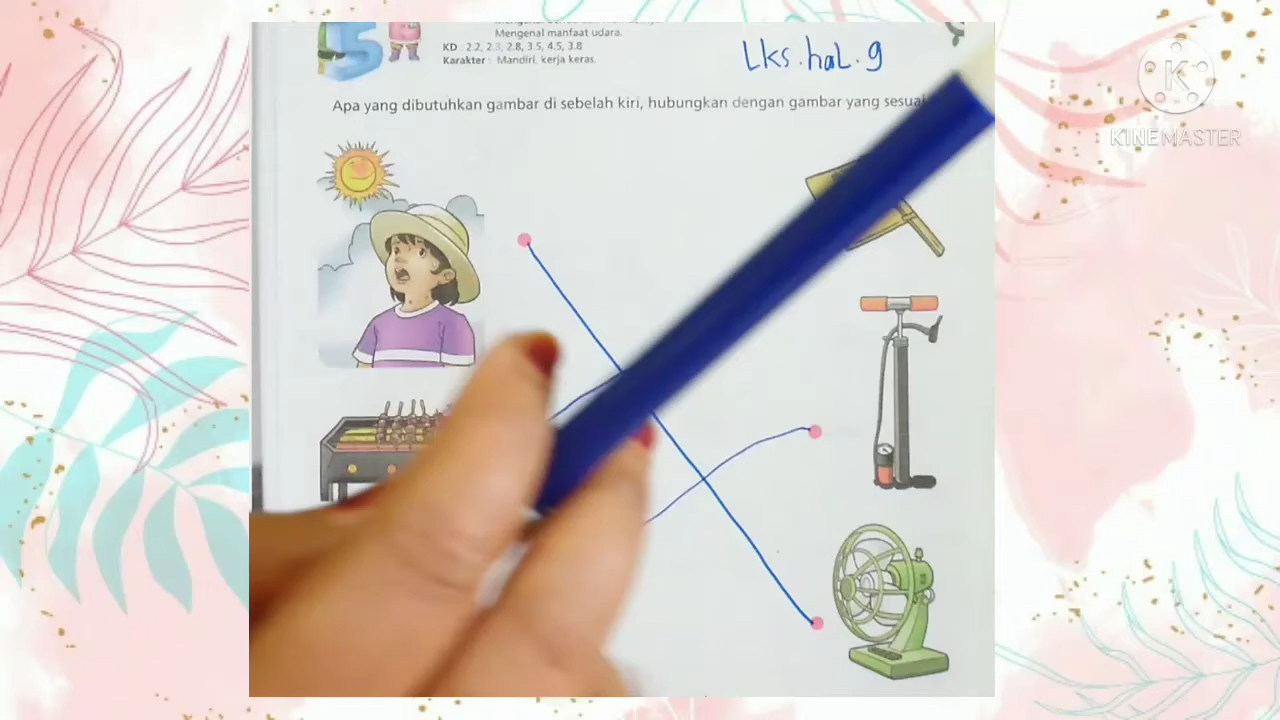 Mengenal manfaat udara.
KD : 2.2, 2.3, 2.8, 3.5, 4.5, 3.8
Karakter : Mandiri, kerja keras.
Lks . hal . 9
5
Apa yang dibutuhkan gambar di sebelah kiri, hubungkan dengan gambar yang sesuai
K
KINEMASTER